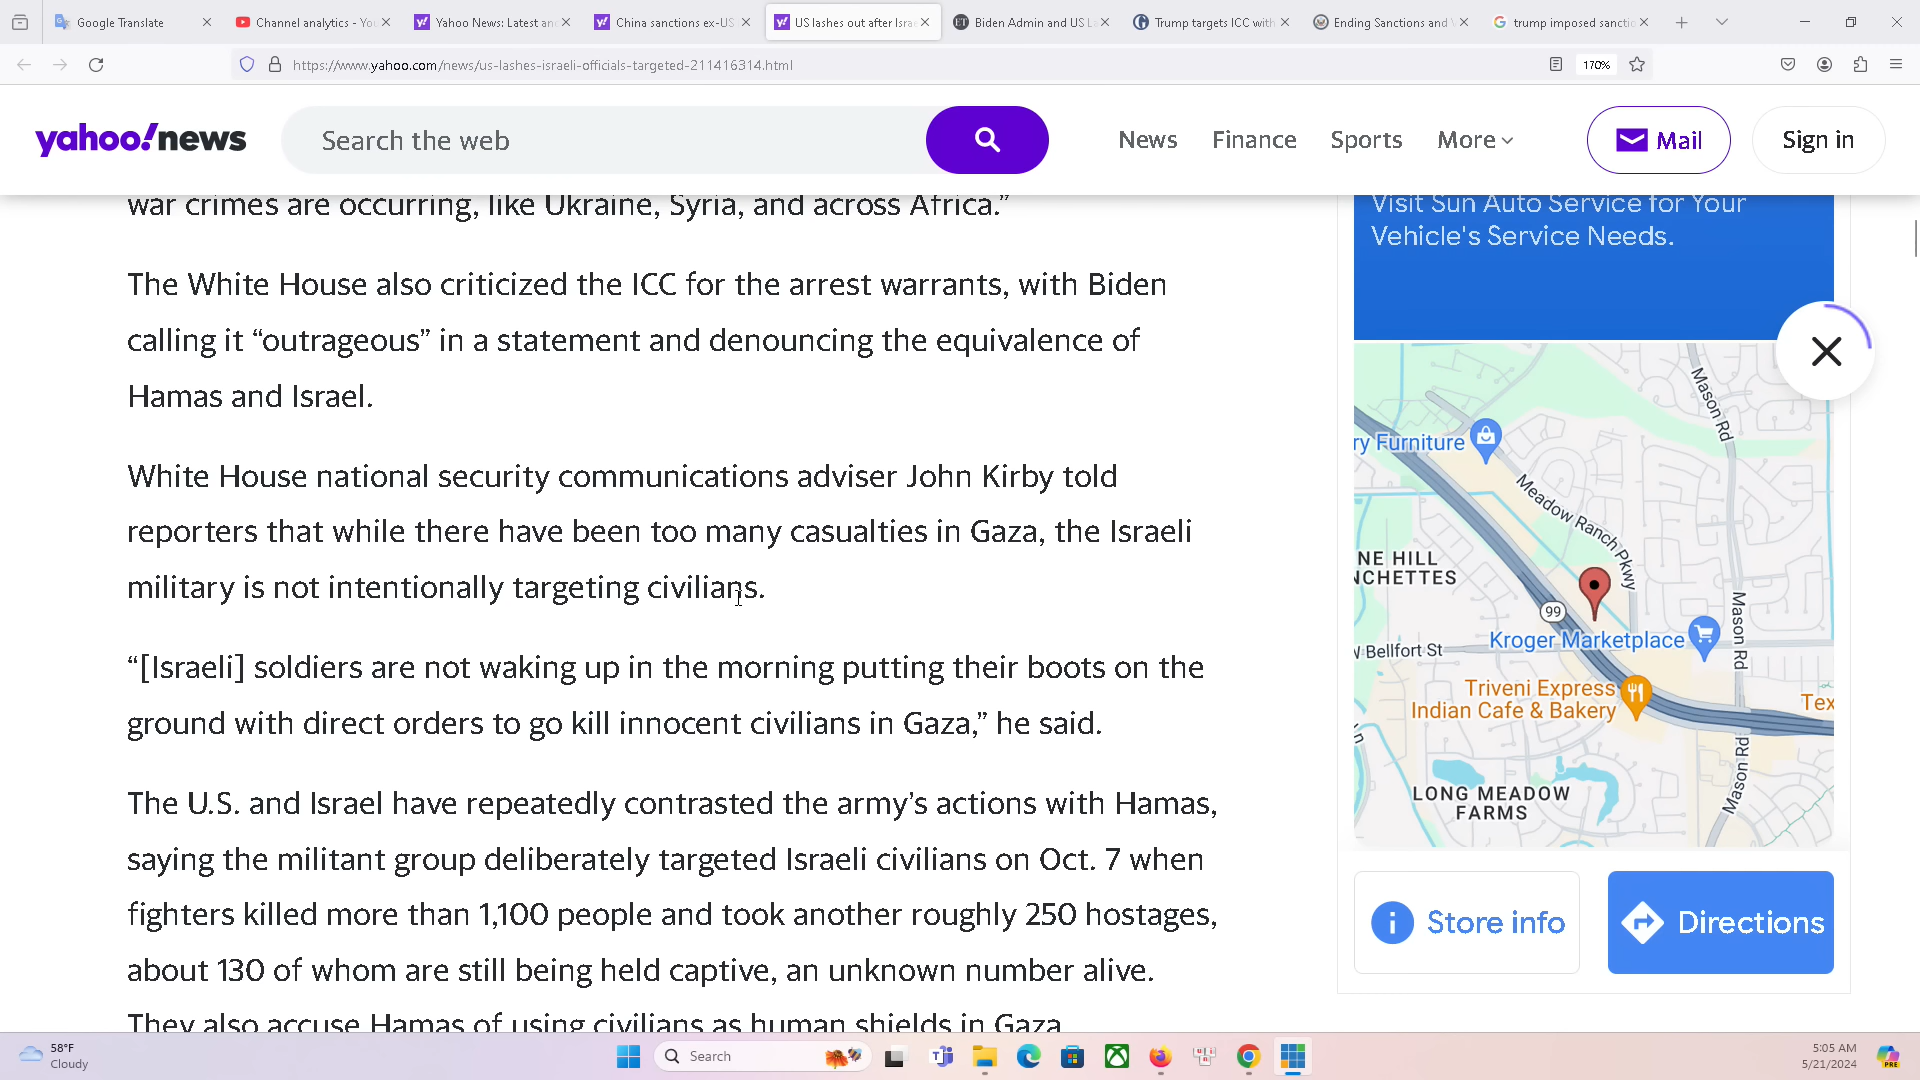 Google Translate
Channel analytics - You
Yahoo News: Latest an
China sanctions ex-US
US lashes out after Isra
Biden Admin and US L
Trump targets ICC with
Ending Sanctions and
trump imposed sancti
https://www.yahoo.com/news/us-lashes-israeli-officials-targeted-211416314.html
170%
yahoo!news
Search the web
News
Finance
Sports
More
Mail
Sign in
war crimes are occurring, like Ukraine, Syria, and across Africa.”
The White House also criticized the ICC for the arrest warrants, with Biden
calling it “outrageous” in a statement and denouncing the equivalence of
Hamas and Israel.
White House national security communications adviser John Kirby told
reporters that while there have been too many casualties in Gaza, the Israeli
military is not intentionally targeting civilians.
“[Israeli] soldiers are not waking up in the morning putting their boots on the
ground with direct orders to go kill innocent civilians in Gaza,” he said.
The U.S. and Israel have repeatedly contrasted the army’s actions with Hamas,
saying the militant group deliberately targeted Israeli civilians on Oct. 7 when
fighters killed more than 1,100 people and took another roughly 250 hostages,
about 130 of whom are still being held captive, an unknown number alive.
They also accuse Hamas of using civilians as human shields in Gaza
Visit Sun Auto Service for Your
Vehicle's Service Needs.
Mason Rd
ry Furniture
Meadow Ranch Pkwy
NE HILL
NCHETTES
99
Mason Rd
Kroger Marketplace
W Bellfort St
Triveni Express
Indian Cafe & Bakery
Tex
Mason Rd
LONG MEADOW
FARMS
Store info
Directions
58°F
Cloudy
Search
5:05 AM
5/21/2024
PRE